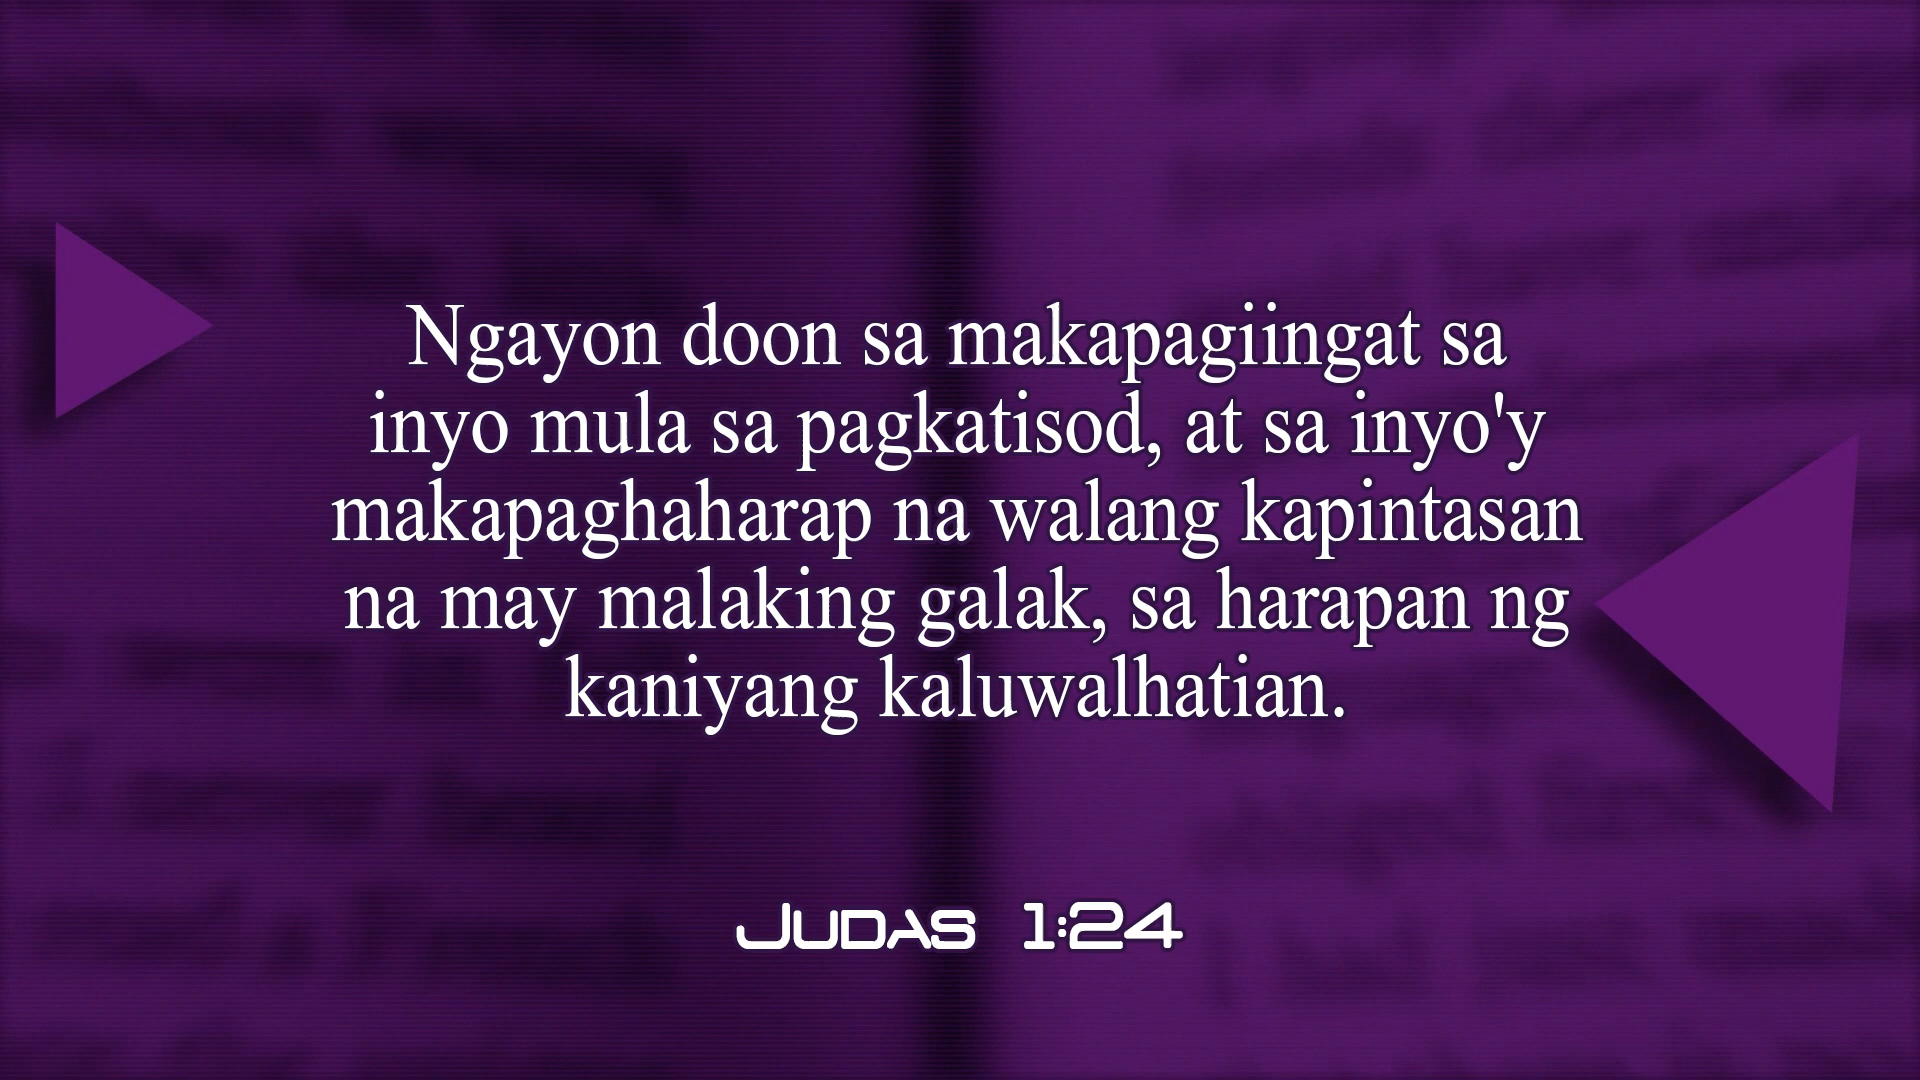 Ngayon doon sa makapagiingat sa
inyo mula sa pagkatisod, at sa inyo'y
makapaghaharap na walang kapintasan
na may malaking galak, sa harapan ng
kaniyang kaluwalhatian.
Judas 1:24